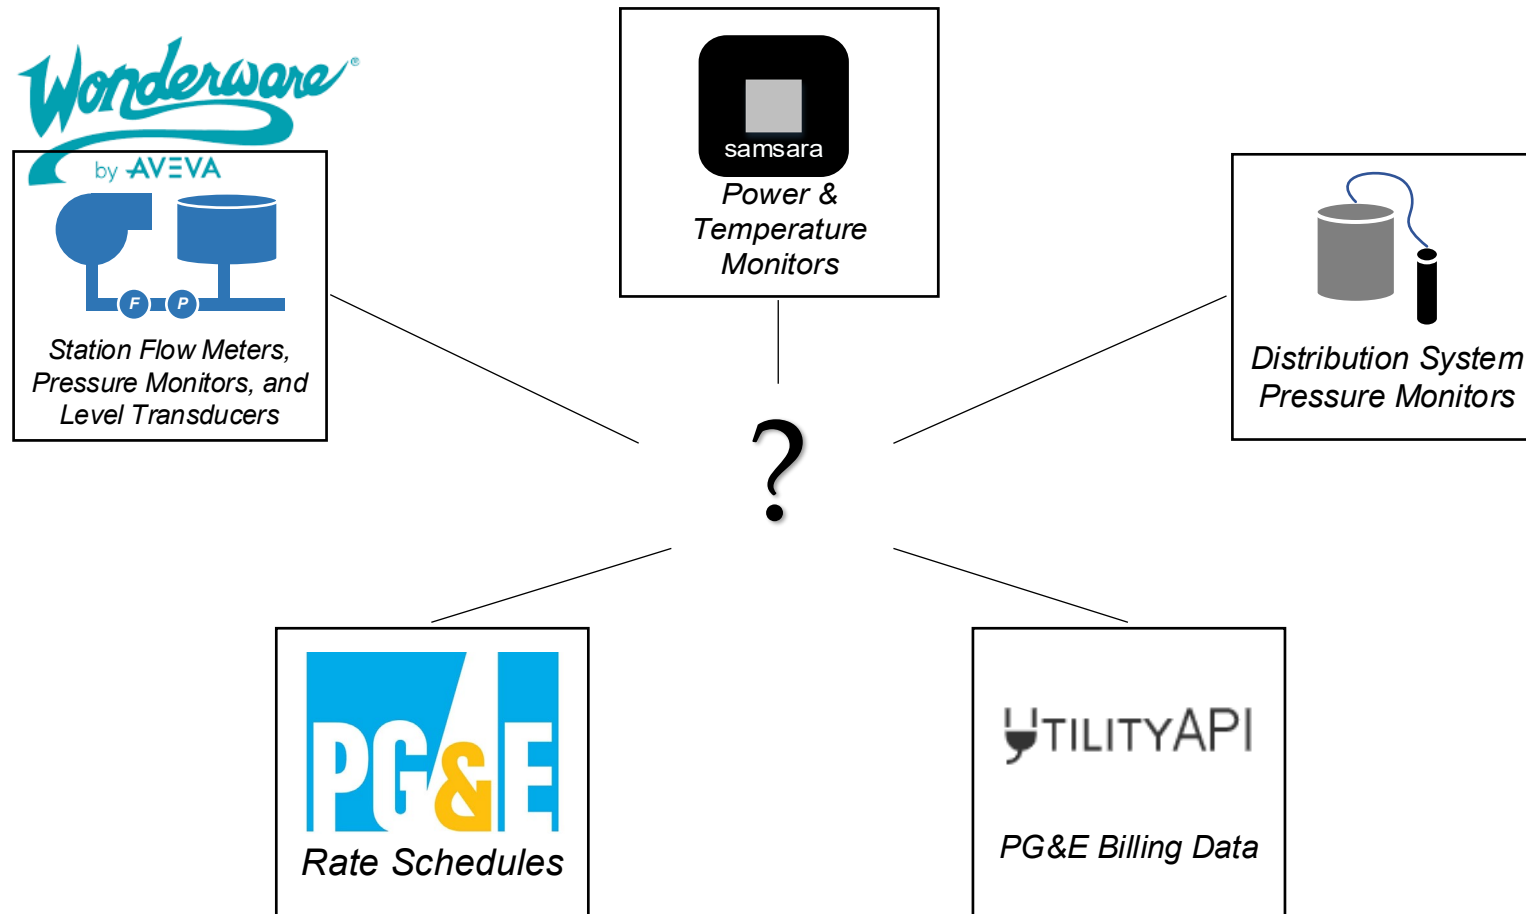 Wonderware®
by AVEVA
F P
Station Flow Meters,
Pressure Monitors, and
Level Transducers
samsara
Power &
Temperature
Monitors
Distribution System
Pressure Monitors
?
PG&E
Rate Schedules
UTILITYAPI
PG&E Billing Data